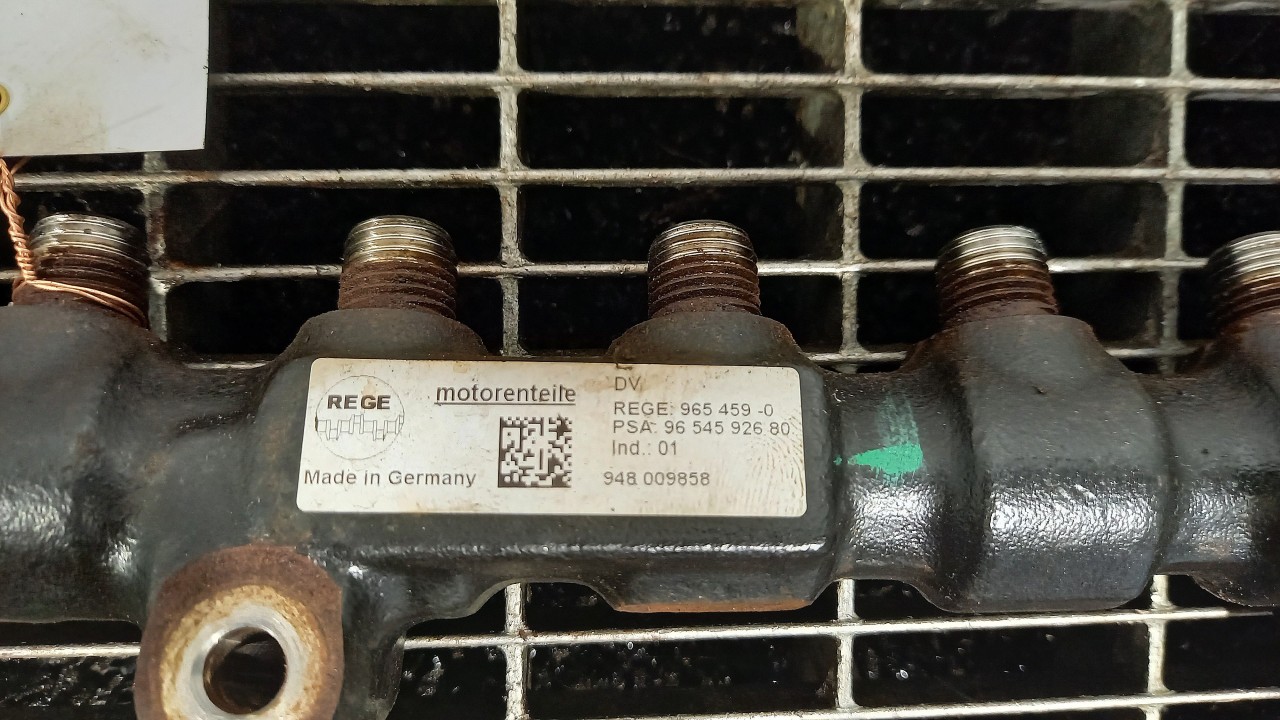 REGE
motorenteile
Made in Germany
DV
REGE: 965 459 -0
PSA: 96 545 926 80
Ind.: 01
948 009858